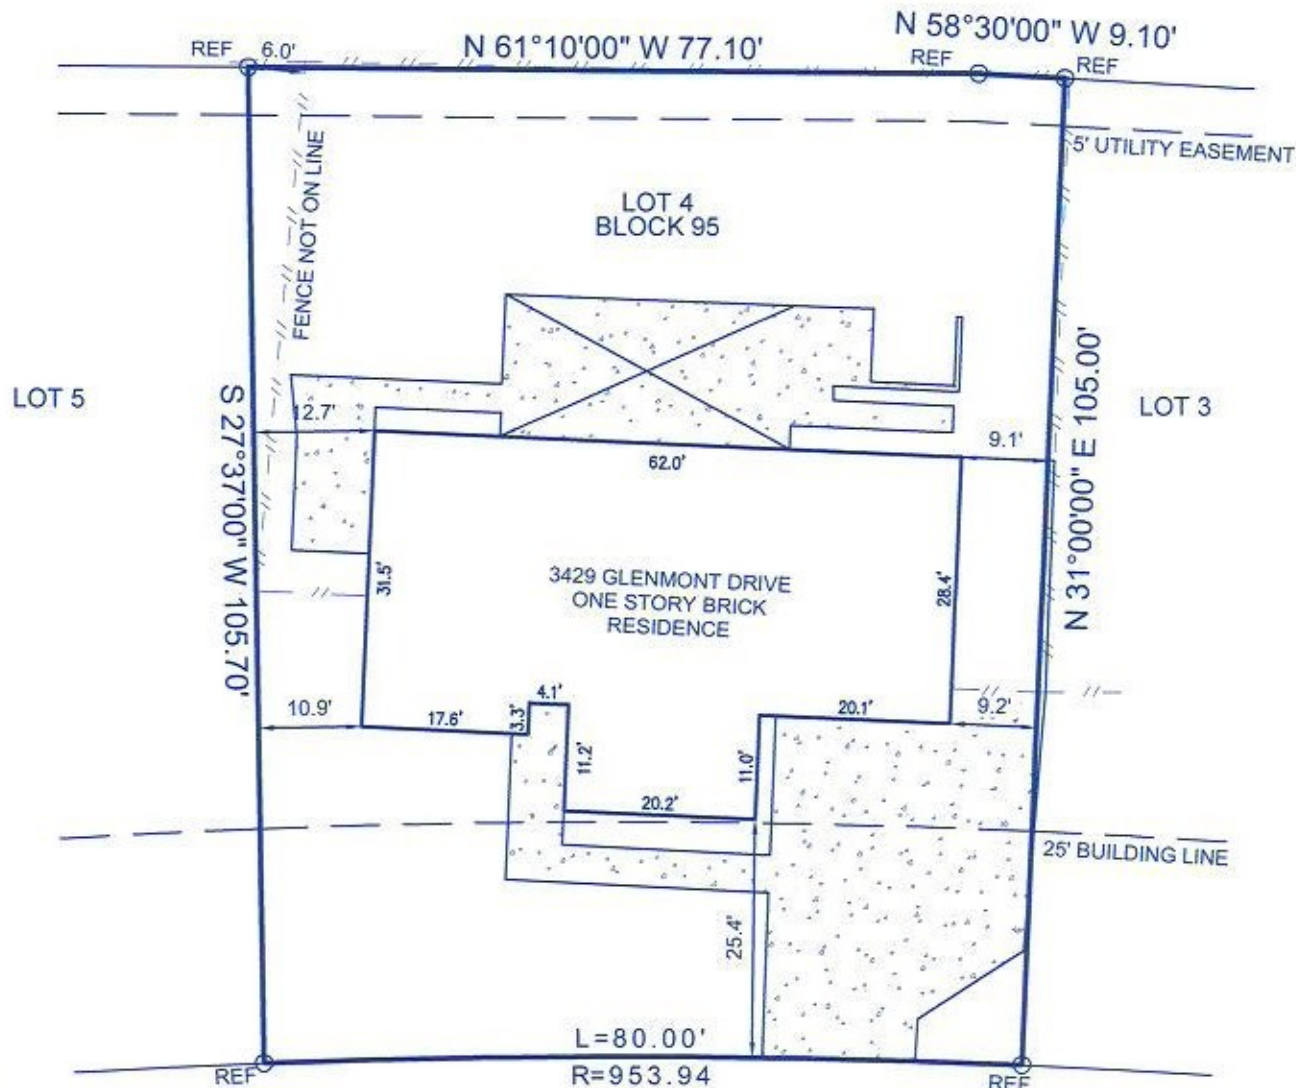 N 58°30'00" W 9.10'
REF
6.0'
N 61°10'00" W 77.10'
REF
REF
5' UTILITY EASEMENT
FENCE NOT ON LINE
LOT 4
BLOCK 95
LOT 5
S 27°37'00" W 105.70'
12.7'
62.0'
9.1'
LOT 3
N 31°00'00" E 105.00'
31.5'
3429 GLENMONT DRIVE
ONE STORY BRICK
RESIDENCE
28.4'
10.9'
17.6'
3.3'
4.1'
11.2'
20.2'
11.0'
20.1'
9.2'
25' BUILDING LINE
25.4'
L=80.00'
R=953.94
REF
REF